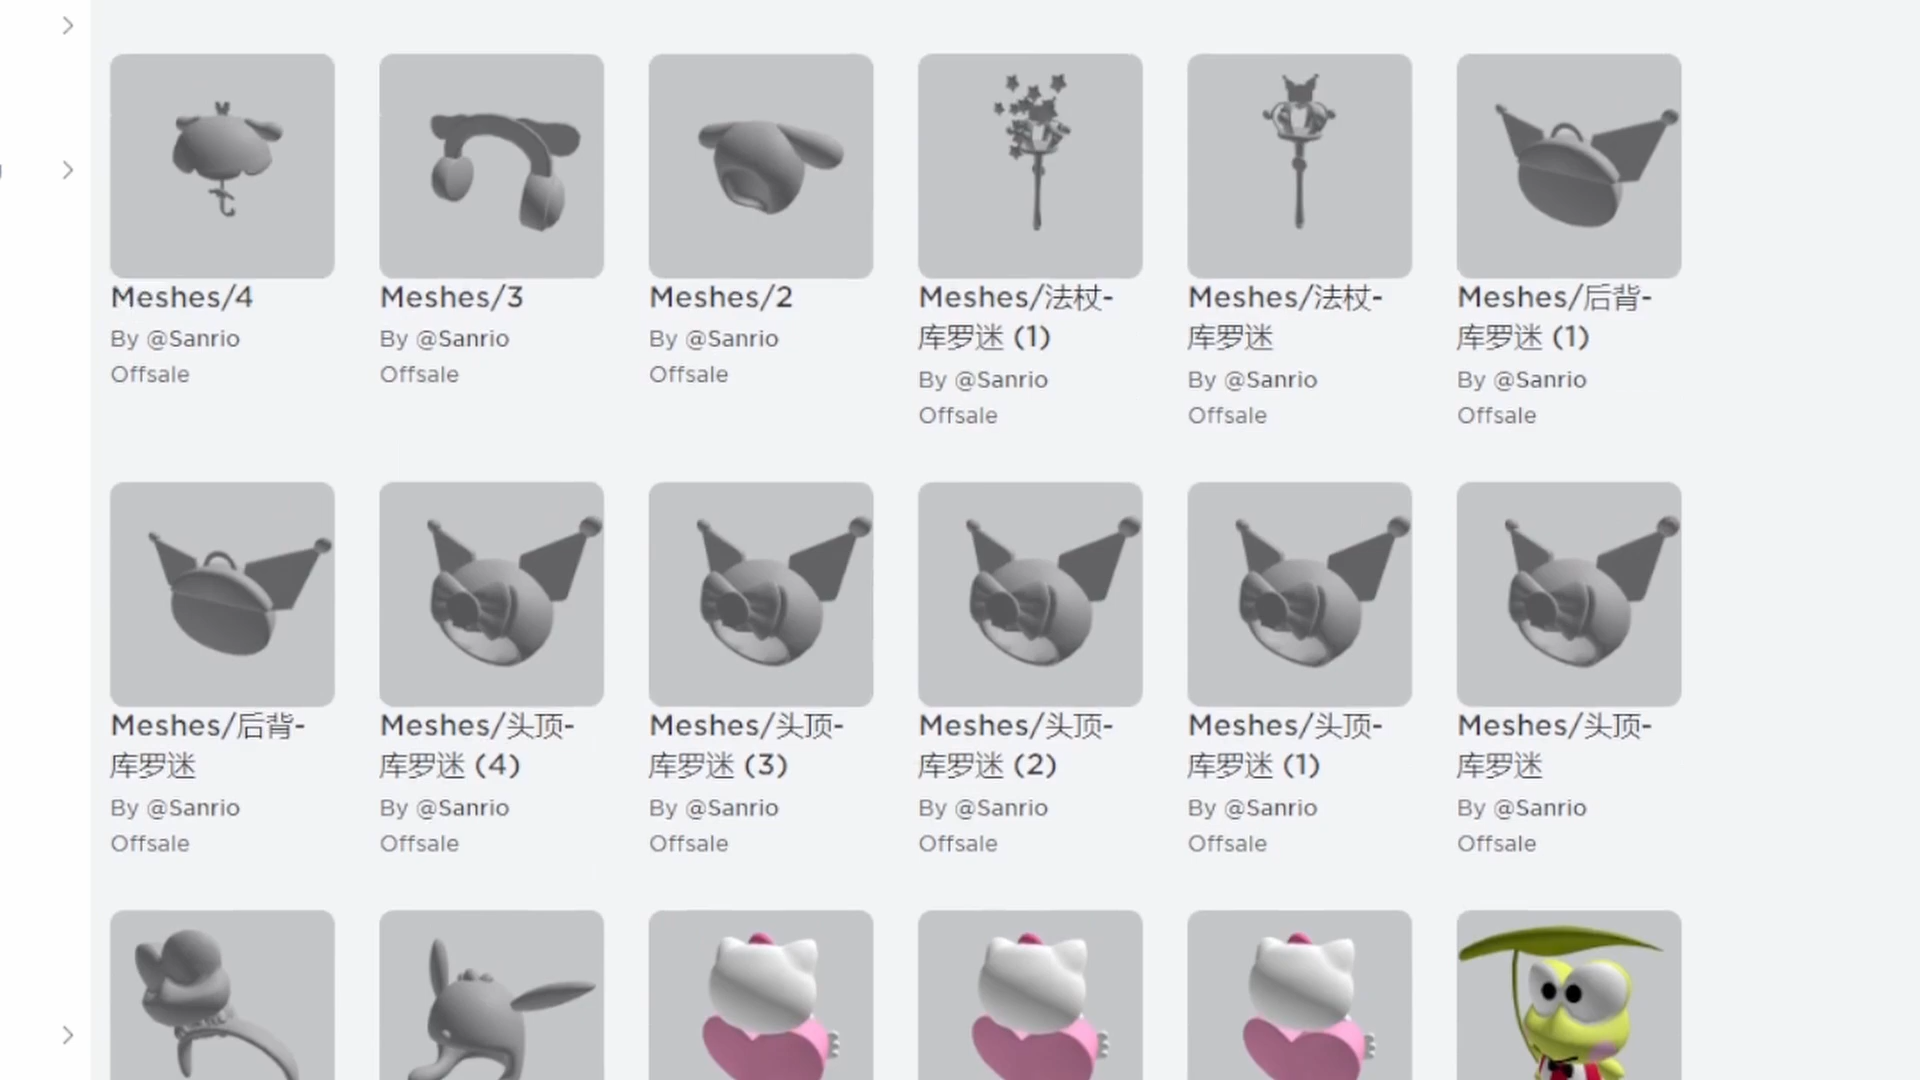 Meshes/4
By @Sanrio
Offsale
Meshes/3
By @Sanrio
Offsale
Meshes/2
By @Sanrio
Offsale
Meshes/法杖-
库罗迷 (1)
By @Sanrio
Offsale
Meshes/法杖-
库罗迷
By @Sanrio
Offsale
Meshes/后背-
库罗迷 (1)
By @Sanrio
Offsale
Meshes/后背-
库罗迷
By @Sanrio
Offsale
Meshes/头顶-
库罗迷 (4)
By @Sanrio
Offsale
Meshes/头顶-
库罗迷 (3)
By @Sanrio
Offsale
Meshes/头顶-
库罗迷 (2)
By @Sanrio
Offsale
Meshes/头顶-
库罗迷 (1)
By @Sanrio
Offsale
Meshes/头顶-
库罗迷
By @Sanrio
Offsale